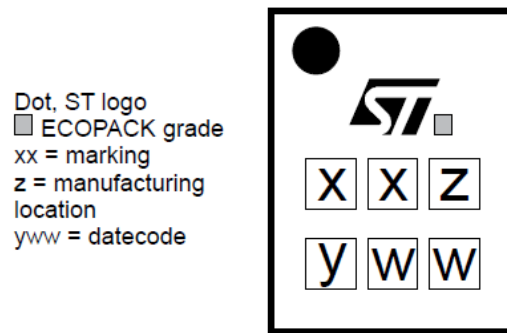 Dot, ST logo
ECOPACK grade
xx = marking
z = manufacturing
location
yww = datecode
ST
x x z
y w w